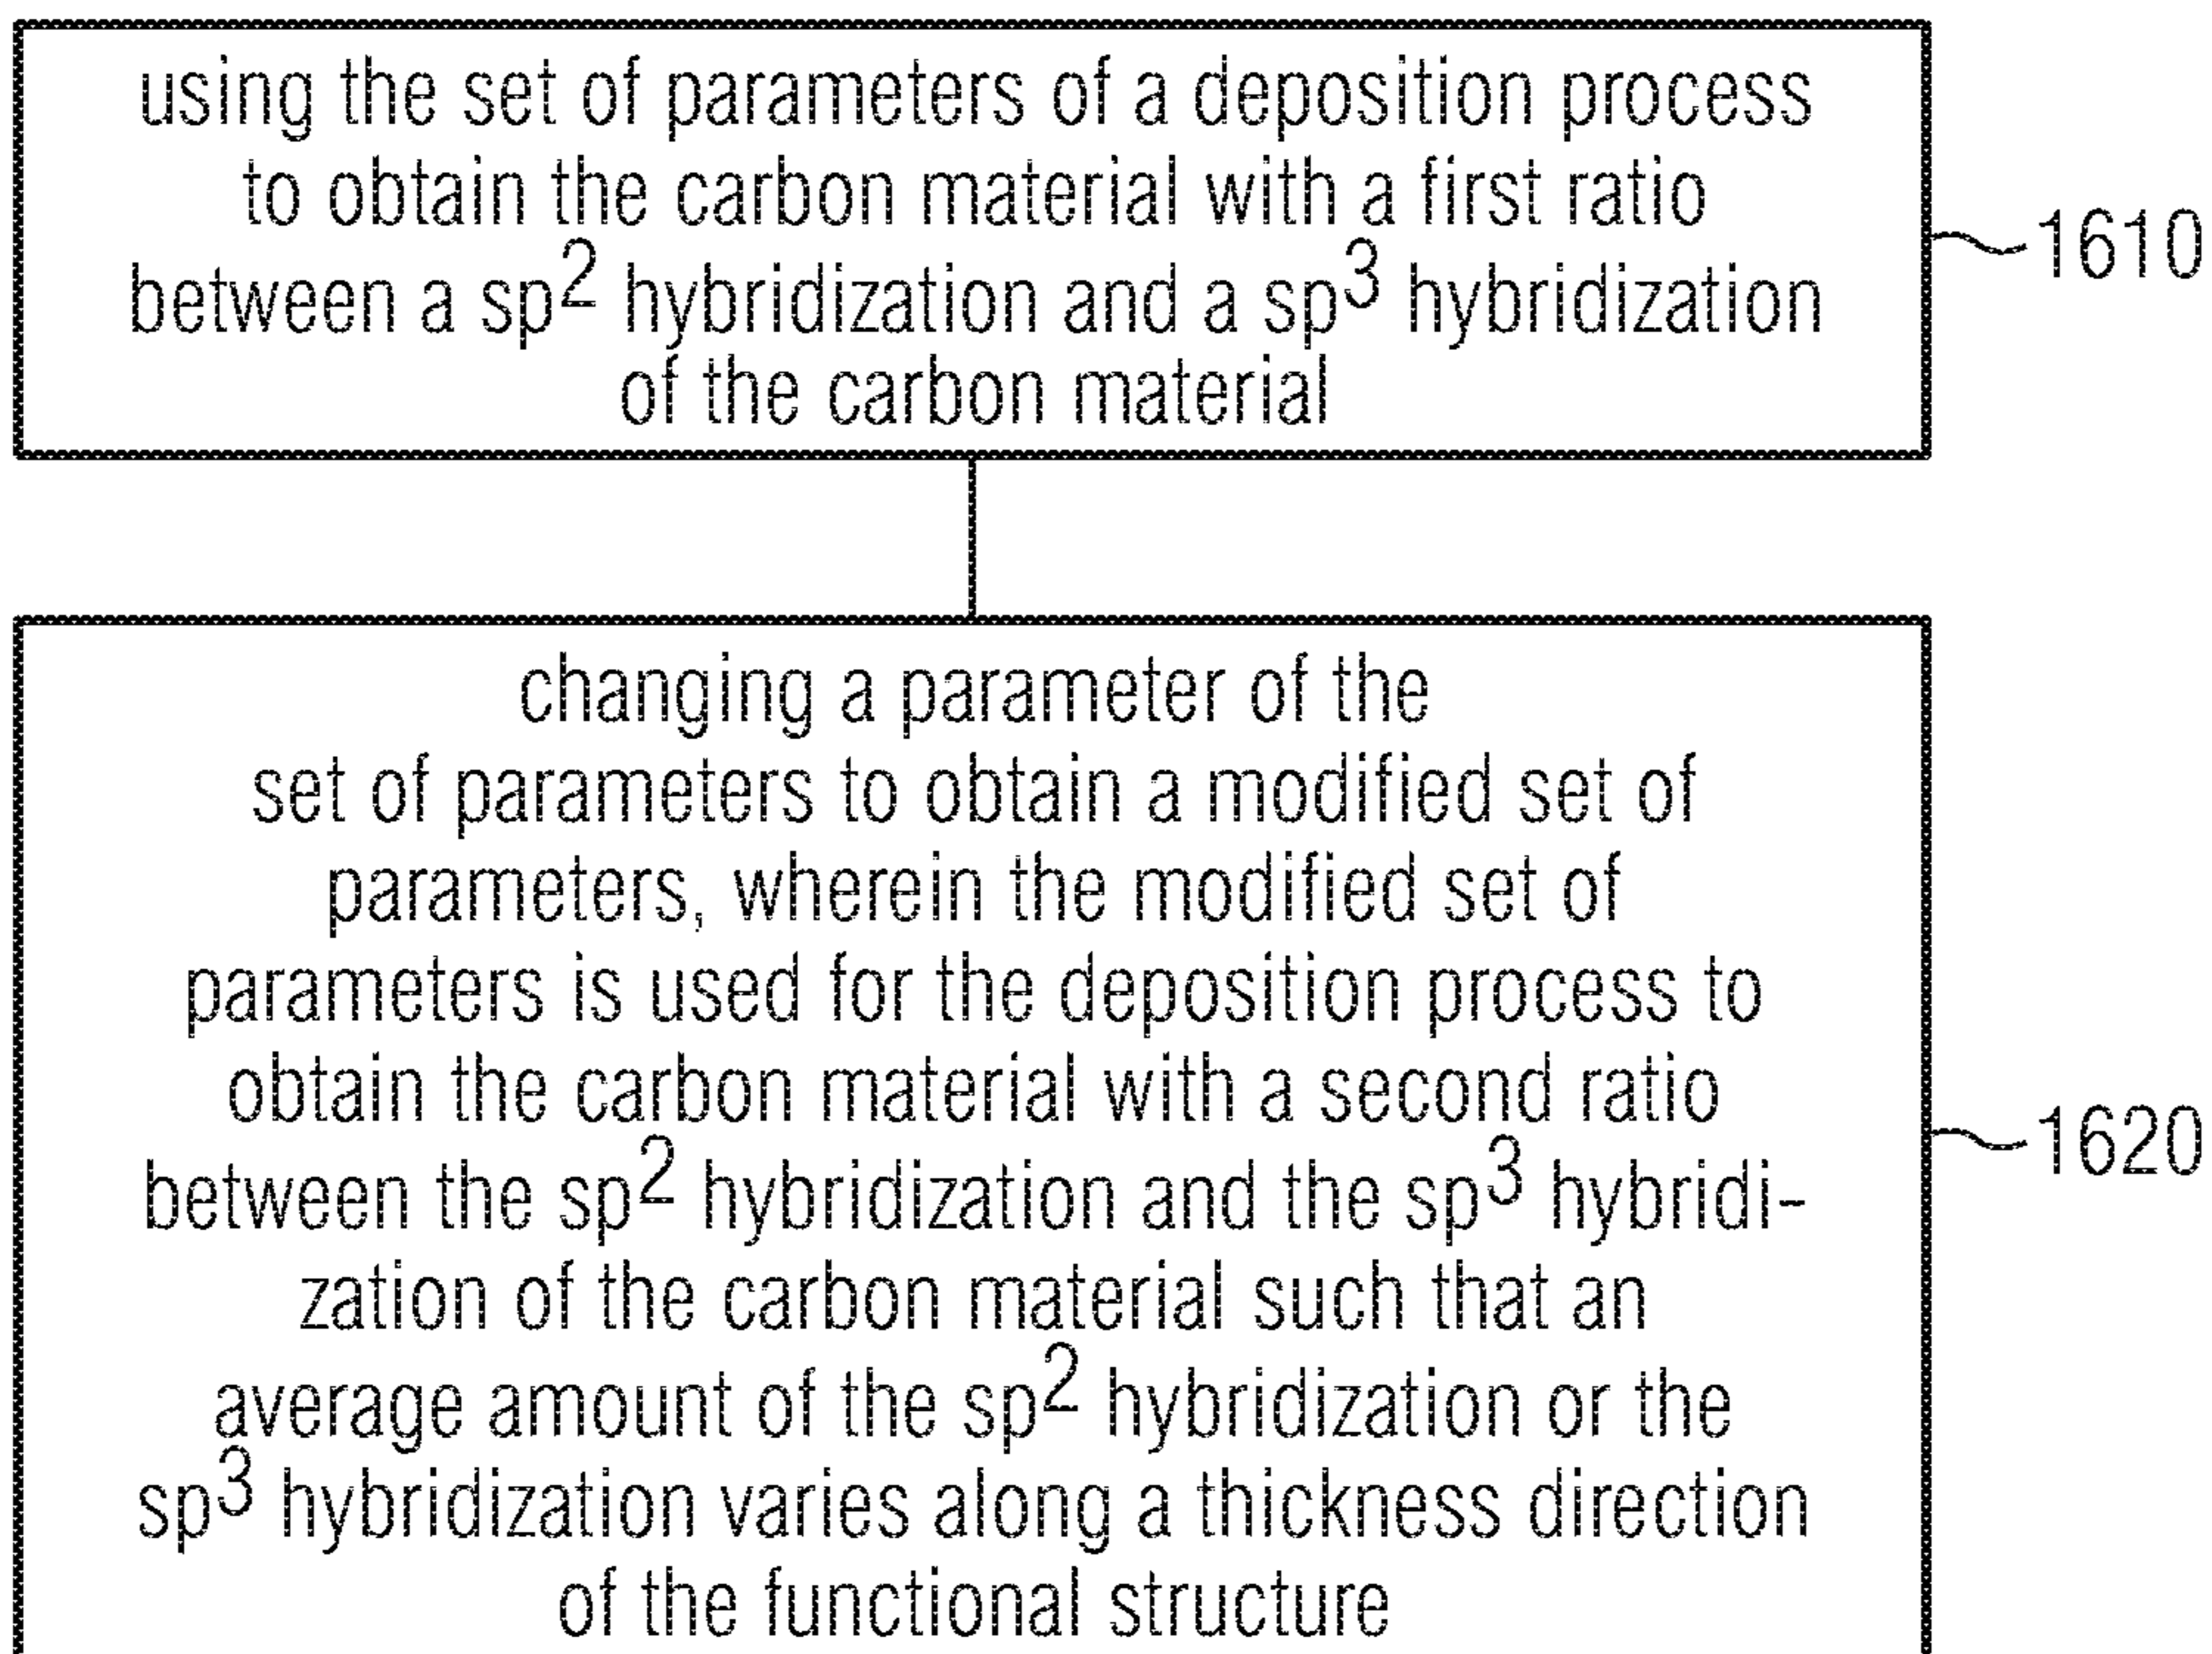 using the set of parameters of a deposition process
to obtain the carbon material with a first ratio
between a sp² hybridization and a sp³ hybridization
of the carbon material
1610
changing a parameter of the
set of parameters to obtain a modified set of
parameters, wherein the modified set of
parameters is used for the deposition process to
obtain the carbon material with a second ratio
between the sp² hybridization and the sp³ hybridi-
zation of the carbon material such that an
average amount of the sp² hybridization or the
sp³ hybridization varies along a thickness direction
of the functional structure
1620